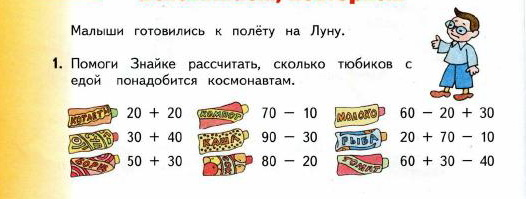 Малыши готовились к полёту на Луну.
1. Помоги Знайке рассчитать, сколько тюбиков с
едой понадобится космонавтам.
КОТЛЕТЫ 20 + 20 КОМПОТ 70 − 10 МОЛОКО 60 − 20 + 30
30 + 40 КАША 90 − 30 РЫБА 20 + 70 − 10
БОРЩ 50 + 30 80 − 20 ТОМАТ 60 + 30 − 40